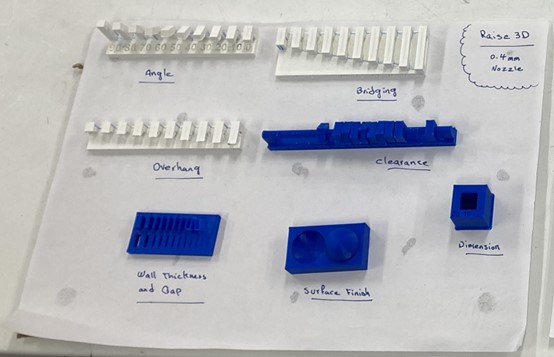 Raise 3D
0.4mm
Nozzle
Angle
Bridging
Overhang
Clearance
Dimension
Wall Thickness
and Gap
Surface Finish